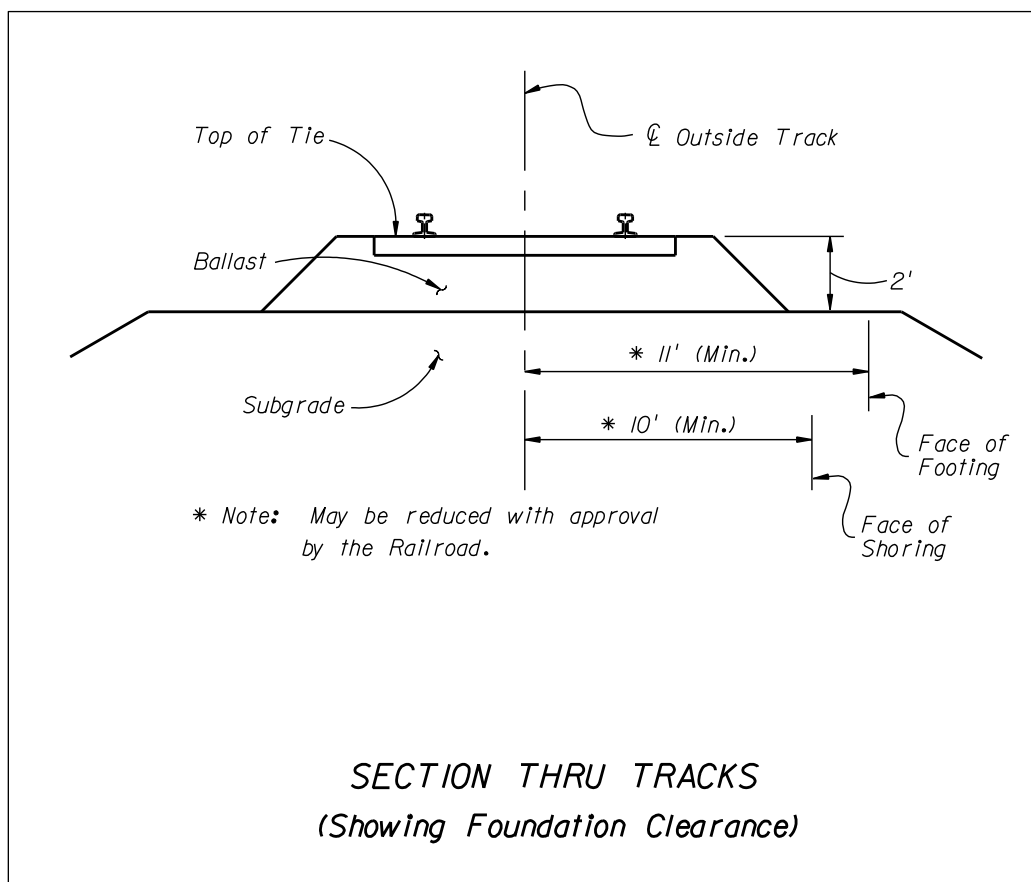 Top of Tie
℄ Outside Track
Ballast
2'
* 11' (Min.)
Subgrade
* 10' (Min.)
Face of
Footing
* Note: May be reduced with approval
by the Railroad.
Face of
Shoring
SECTION THRU TRACKS
(Showing Foundation Clearance)